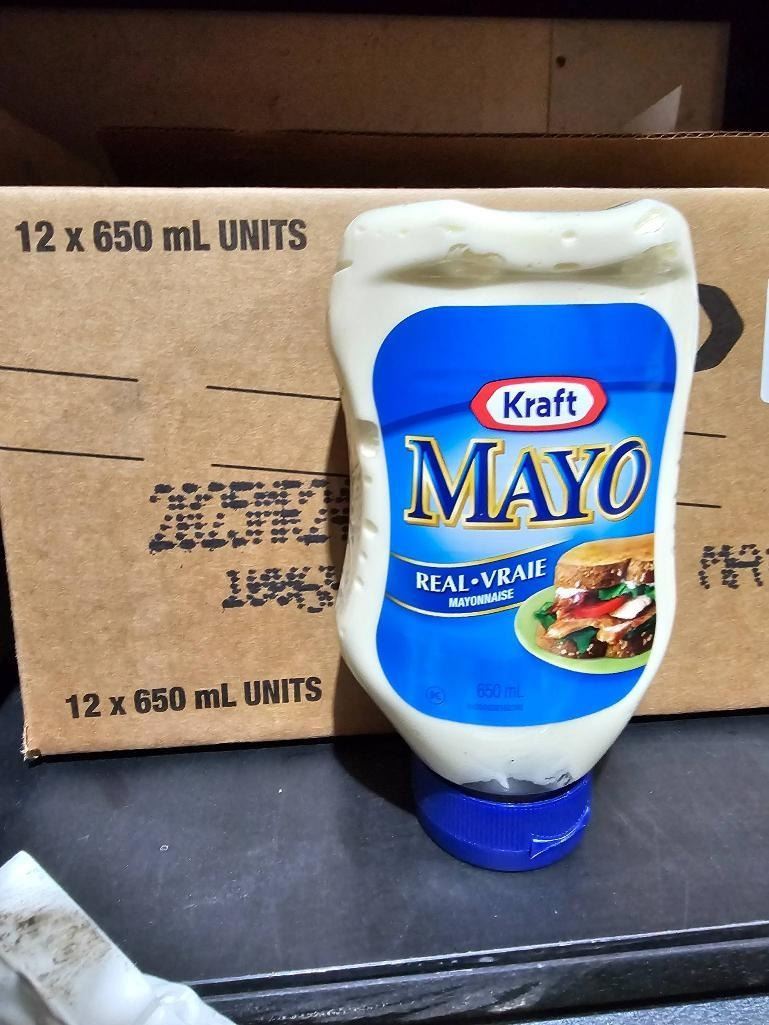 12 x 650 mL UNITS
Kraft
MAYO
REAL • VRAIE
MAYONNAISE
650 mL
12 x 650 mL UNITS